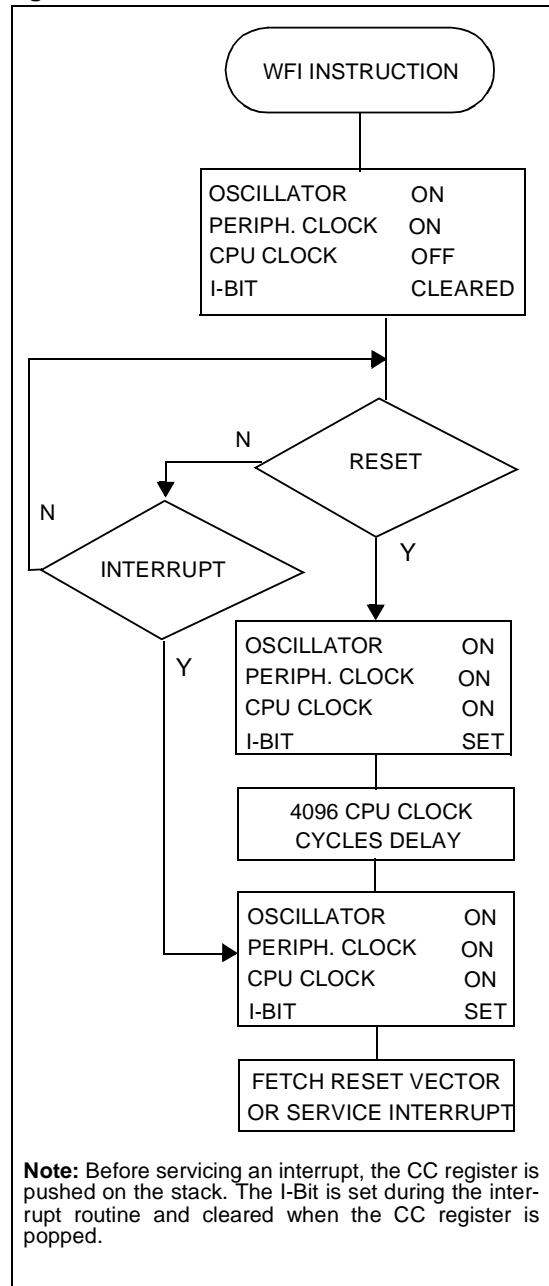 WFI INSTRUCTION
OSCILLATOR ON
PERIPH. CLOCK ON
CPU CLOCK OFF
I-BIT CLEARED
N
RESET
N
INTERRUPT
Y
Y
OSCILLATOR ON
PERIPH. CLOCK ON
CPU CLOCK ON
I-BIT SET
4096 CPU CLOCK
CYCLES DELAY
OSCILLATOR ON
PERIPH. CLOCK ON
CPU CLOCK ON
I-BIT SET
FETCH RESET VECTOR
OR SERVICE INTERRUPT
Note: Before servicing an interrupt, the CC register is
pushed on the stack. The I-Bit is set during the inter-
rupt routine and cleared when the CC register is
popped.